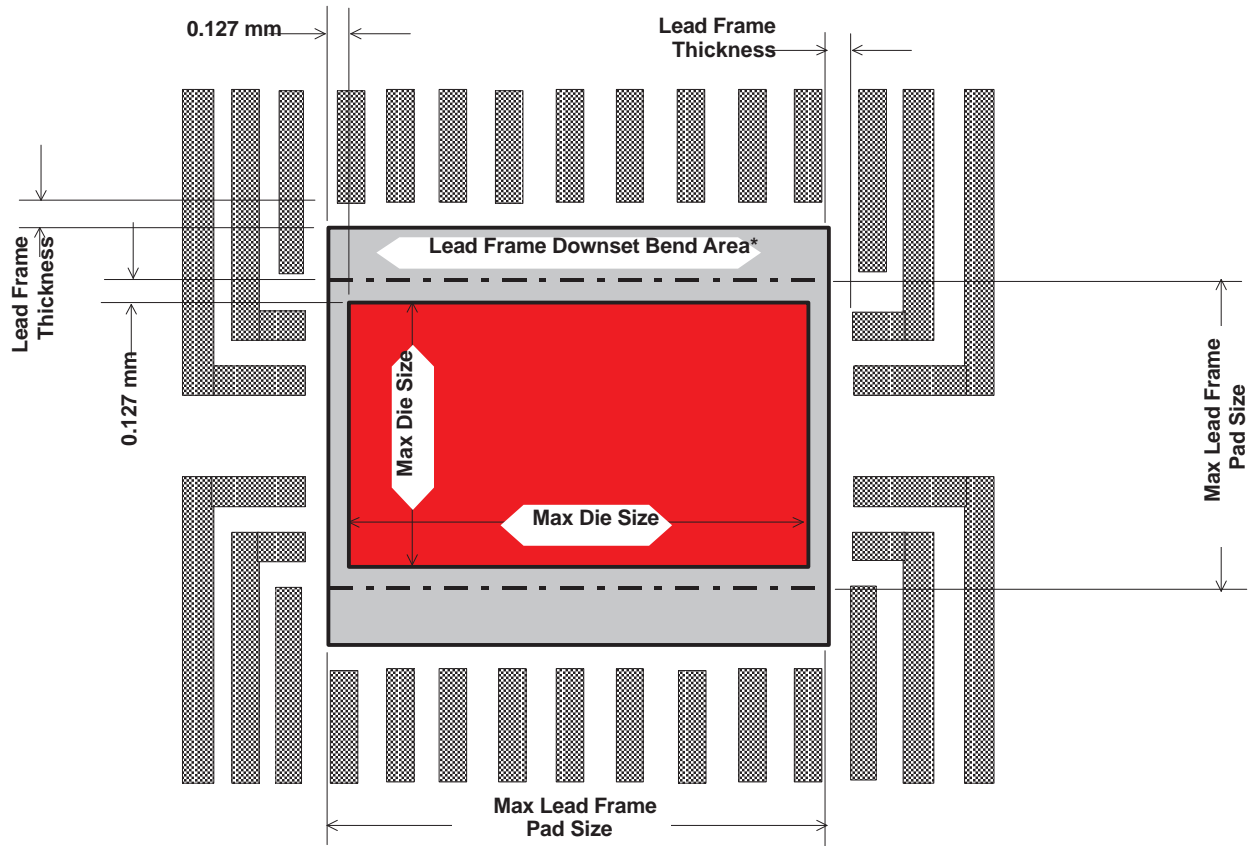 0.127 mm
Lead Frame
Thickness
Lead Frame Downset Bend Area*
Lead Frame
Thickness
0.127 mm
Max Die Size
Max Die Size
Max Lead Frame
Pad Size
Max Lead Frame
Pad Size